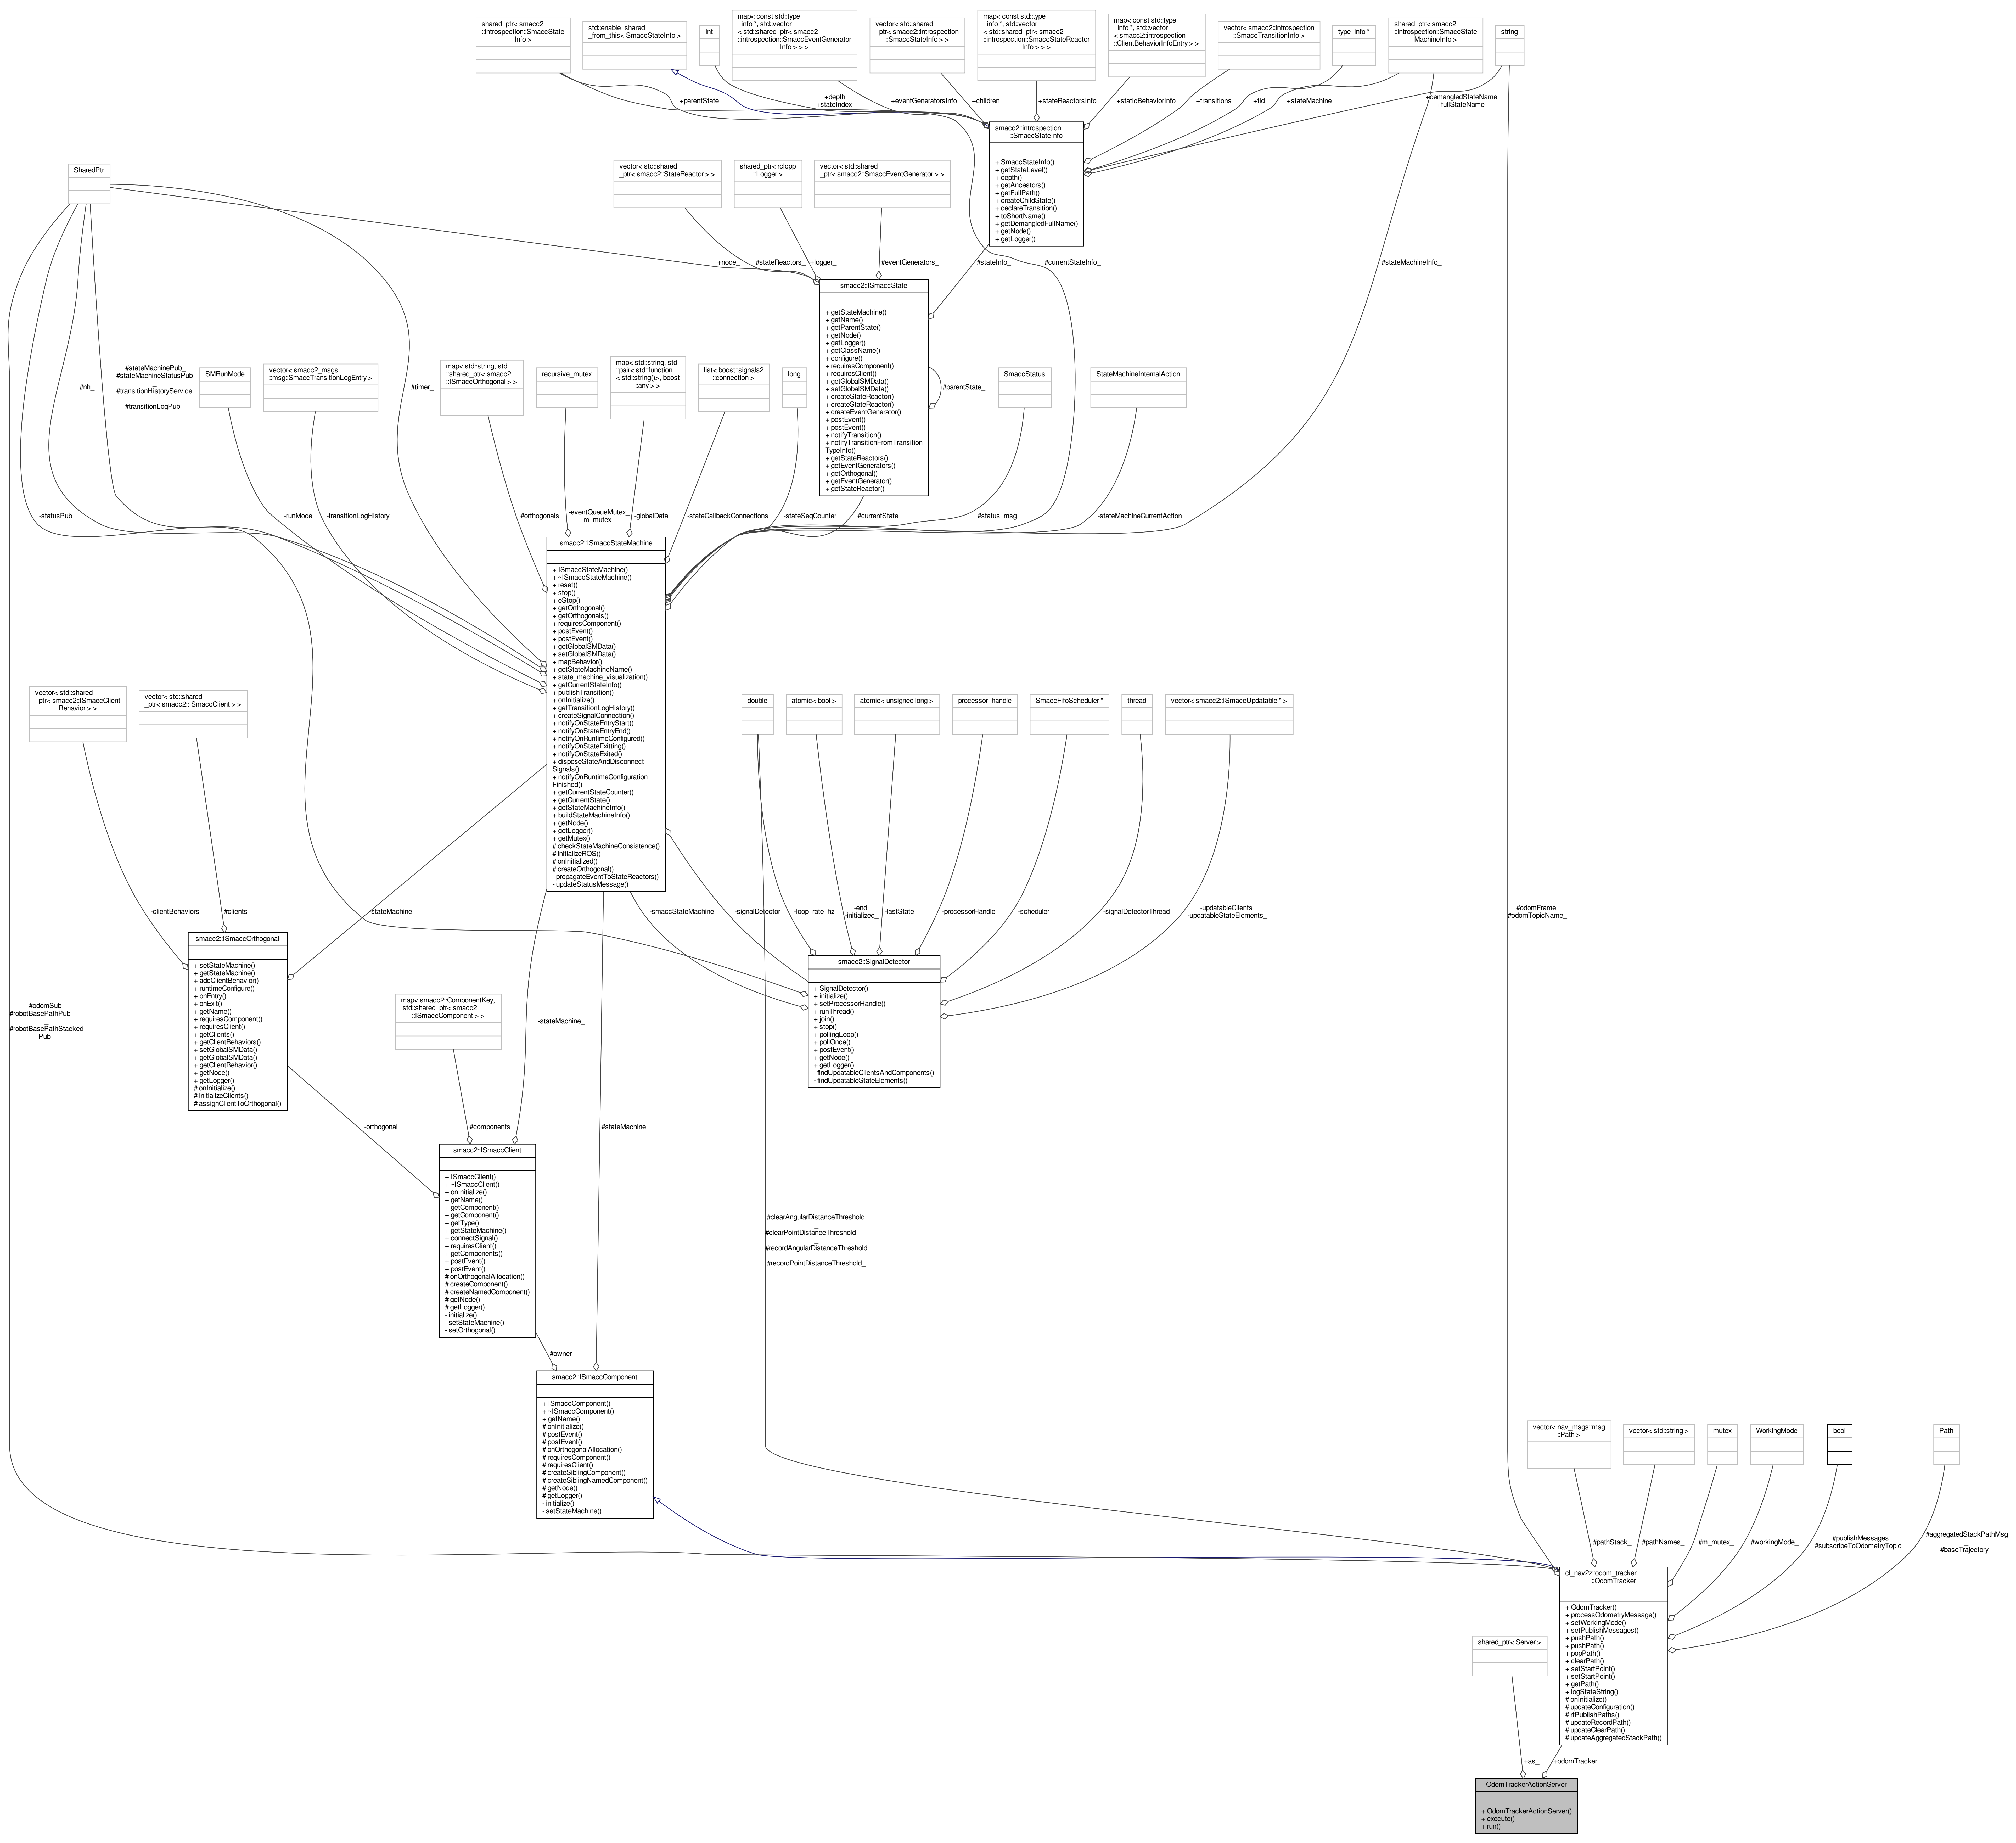 shared_ptr< smacc2
::introspection::SmaccState
Info >
std::enable_shared
_from_this< SmaccStateInfo >
int
map< const std::type
_info *, std::vector
< std::shared_ptr< smacc2
::introspection::SmaccEventGenerator
Info > > >
vector< std::shared
_ptr< smacc2::introspection
::SmaccStateInfo > >
map< const std::type
_info *, std::vector
< std::shared_ptr< smacc2
::introspection::SmaccStateReactor
Info > > >
map< const std::type
_info *, std::vector
< smacc2::introspection
::ClientBehaviorInfoEntry > >
vector< smacc2::introspection
::SmaccTransitionInfo >
type_info *
shared_ptr< smacc2
::introspection::SmaccState
MachineInfo >
string
+parentState_
+depth_
+stateIndex_
+eventGeneratorsInfo
+children_
+stateReactorsInfo
+staticBehaviorInfo
+transitions_
+tid_
+stateMachine_
+demangledStateName
+fullStateName
smacc2::introspection
::SmaccStateInfo
+ SmaccStateInfo()
+ getStateLevel()
+ depth()
+ getAncestors()
+ getFullPath()
+ createChildState()
+ declareTransition()
+ toShortName()
+ getDemangledFullName()
+ getNode()
+ getLogger()
SharedPtr
vector< std::shared
_ptr< smacc2::StateReactor > >
shared_ptr< rclcpp
::Logger >
vector< std::shared
_ptr< smacc2::SmaccEventGenerator > >
+node_
#stateReactors_
+logger_
#eventGenerators_
#stateInfo_
#currentStateInfo_
#stateMachineInfo_
smacc2::ISmaccState
+ getStateMachine()
+ getName()
+ getParentState()
+ getNode()
+ getLogger()
+ getClassName()
+ configure()
+ requiresComponent()
+ requiresClient()
+ getGlobalSMData()
+ setGlobalSMData()
+ createStateReactor()
+ createStateReactor()
+ createEventGenerator()
+ postEvent()
+ postEvent()
+ notifyTransition()
+ notifyTransitionFromTransition
TypeInfo()
+ getStateReactors()
+ getEventGenerators()
+ getOrthogonal()
+ getEventGenerator()
+ getStateReactor()
#parentState_
#nh_
#stateMachinePub_
#stateMachineStatusPub
_
#transitionHistoryService
_
#transitionLogPub_
SMRunMode
vector< smacc2_msgs
::msg::SmaccTransitionLogEntry >
#timer_
map< std::string, std
::shared_ptr< smacc2
::ISmaccOrthogonal > >
recursive_mutex
map< std::string, std
::pair< std::function
< std::string()>, boost
::any > >
list< boost::signals2
::connection >
long
SmaccStatus
StateMachineInternalAction
-statusPub_
-runMode_
-transitionLogHistory_
#orthogonals_
-eventQueueMutex_
-m_mutex_
-globalData_
-stateCallbackConnections
-stateSeqCounter_
#currentState_
#status_msg_
-stateMachineCurrentAction
smacc2::ISmaccStateMachine
+ ISmaccStateMachine()
+ ~ISmaccStateMachine()
+ reset()
+ stop()
+ eStop()
+ getOrthogonal()
+ getOrthogonals()
+ requiresComponent()
+ postEvent()
+ postEvent()
+ getGlobalSMData()
+ setGlobalSMData()
+ mapBehavior()
+ getStateMachineName()
+ state_machine_visualization()
+ getCurrentStateInfo()
+ publishTransition()
+ onInitialize()
+ getTransitionLogHistory()
+ createSignalConnection()
+ notifyOnStateEntryStart()
+ notifyOnStateEntryEnd()
+ notifyOnRuntimeConfigured()
+ notifyOnStateExitting()
+ notifyOnStateExited()
+ disposeStateAndDisconnect
Signals()
+ notifyOnRuntimeConfiguration
Finished()
+ getCurrentStateCounter()
+ getCurrentState()
+ getStateMachineInfo()
+ buildStateMachineInfo()
+ getNode()
+ getLogger()
+ getMutex()
# checkStateMachineConsistence()
# initializeROS()
# onInitialized()
# createOrthogonal()
- propagateEventToStateReactors()
- updateStatusMessage()
vector< std::shared
_ptr< smacc2::ISmaccClient
Behavior > >
vector< std::shared
_ptr< smacc2::ISmaccClient > >
double
atomic< bool >
atomic< unsigned long >
processor_handle
SmaccFifoScheduler *
thread
vector< smacc2::ISmaccUpdatable * >
-clientBehaviors_
#clients_
-stateMachine_
-smaccStateMachine_
-signalDetector_
-loop_rate_hz
-end_
-initialized_
-lastState_
-processorHandle_
-scheduler_
-signalDetectorThread_
-updatableClients_
-updatableStateElements_
#odomFrame_
#odomTopicName_
smacc2::ISmaccOrthogonal
+ setStateMachine()
+ getStateMachine()
+ addClientBehavior()
+ runtimeConfigure()
+ onEntry()
+ onExit()
+ getName()
+ requiresComponent()
+ requiresClient()
+ getClients()
+ getClientBehaviors()
+ setGlobalSMData()
+ getGlobalSMData()
+ getClientBehavior()
+ getNode()
+ getLogger()
# onInitialize()
# initializeClients()
# assignClientToOrthogonal()
smacc2::SignalDetector
+ SignalDetector()
+ initialize()
+ setProcessorHandle()
+ runThread()
+ join()
+ stop()
+ pollingLoop()
+ pollOnce()
+ postEvent()
+ getNode()
+ getLogger()
- findUpdatableClientsAndComponents()
- findUpdatableStateElements()
#odomSub_
#robotBasePathPub
_
#robotBasePathStacked
Pub_
map< smacc2::ComponentKey,
std::shared_ptr< smacc2
::ISmaccComponent > >
-stateMachine_
-orthogonal_
#components_
#stateMachine_
smacc2::ISmaccClient
+ ISmaccClient()
+ ~ISmaccClient()
+ onInitialize()
+ getName()
+ getComponent()
+ getComponent()
+ getType()
+ getStateMachine()
+ connectSignal()
+ requiresClient()
+ getComponents()
+ postEvent()
+ postEvent()
# onOrthogonalAllocation()
# createComponent()
# createNamedComponent()
# getNode()
# getLogger()
- initialize()
- setStateMachine()
- setOrthogonal()
#clearAngularDistanceThreshold
_
#clearPointDistanceThreshold
_
#recordAngularDistanceThreshold
_
#recordPointDistanceThreshold_
#owner_
smacc2::ISmaccComponent
+ ISmaccComponent()
+ ~ISmaccComponent()
+ getName()
# onInitialize()
# postEvent()
# postEvent()
# onOrthogonalAllocation()
# requiresComponent()
# requiresClient()
# createSiblingComponent()
# createSiblingNamedComponent()
# getNode()
# getLogger()
- initialize()
- setStateMachine()
vector< nav_msgs::msg
::Path >
vector< std::string >
mutex
WorkingMode
bool
Path
#pathStack_
#pathNames_
#m_mutex_
#workingMode_
#publishMessages
#subscribeToOdometryTopic_
#aggregatedStackPathMsg
_
#baseTrajectory_
cl_nav2z::odom_tracker
::OdomTracker
+ OdomTracker()
+ processOdometryMessage()
+ setWorkingMode()
+ setPublishMessages()
+ pushPath()
+ pushPath()
+ popPath()
+ clearPath()
+ setStartPoint()
+ setStartPoint()
+ getPath()
+ logStateString()
# onInitialize()
# updateConfiguration()
# rtPublishPaths()
# updateRecordPath()
# updateClearPath()
# updateAggregatedStackPath()
shared_ptr< Server >
+as_
+odomTracker
OdomTrackerActionServer
+ OdomTrackerActionServer()
+ execute()
+ run()